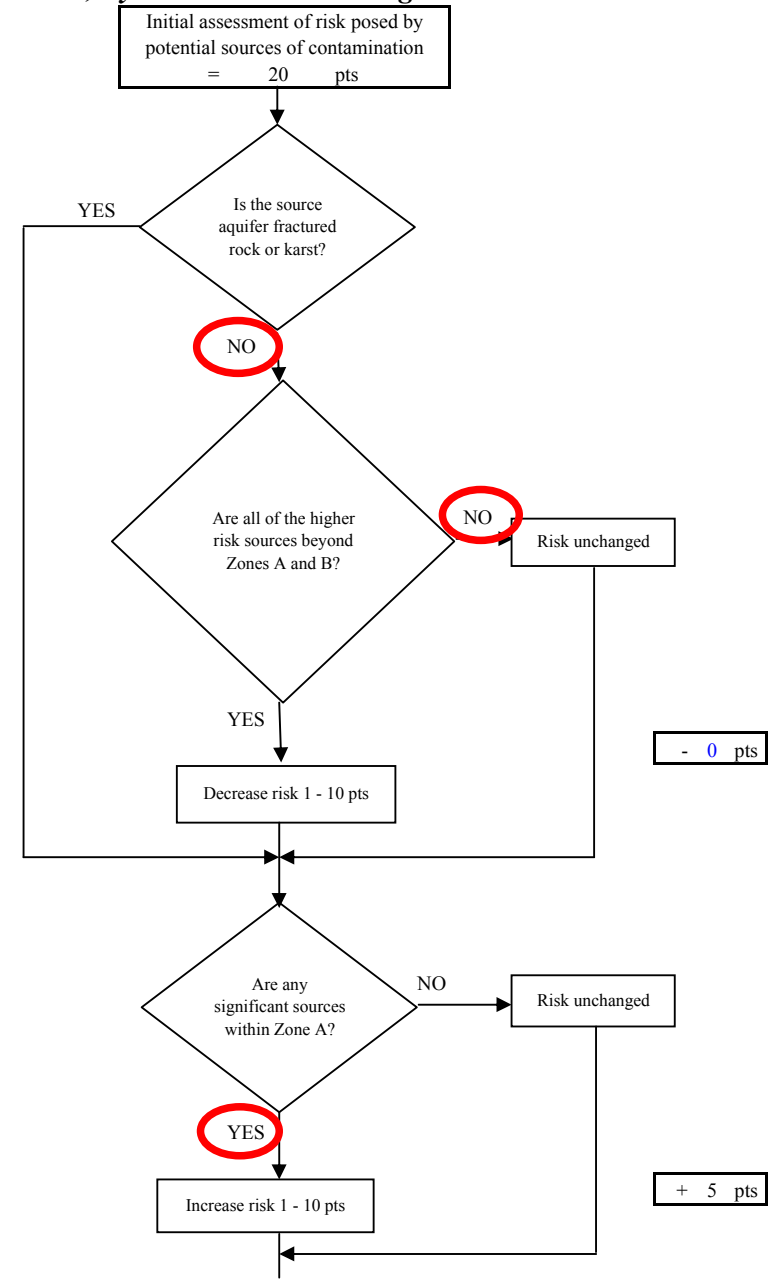 Initial assessment of risk posed by
potential sources of contamination
= 20 pts
YES
Is the source
aquifer fractured
rock or karst?
NO
Are all of the higher
risk sources beyond
Zones A and B?
NO
Risk unchanged
YES
- 0 pts
Decrease risk 1 - 10 pts
Are any
significant sources
within Zone A?
NO
Risk unchanged
YES
+ 5 pts
Increase risk 1 - 10 pts